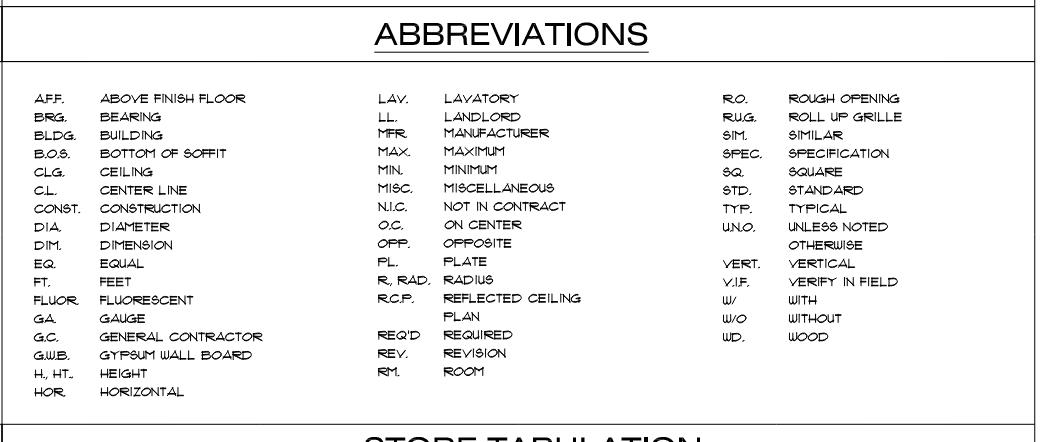 ABBREVIATIONS
A.F.F. ABOVE FINISH FLOOR
BRG. BEARING
BLDG. BUILDING
B.O.S. BOTTOM OF SOFFIT
CLG. CEILING
C.L. CENTER LINE
CONST. CONSTRUCTION
DIA. DIAMETER
DIM. DIMENSION
EQ. EQUAL
FT. FEET
FLUOR. FLUORESCENT
GA. GAUGE
G.C. GENERAL CONTRACTOR
G.W.B. GYPSUM WALL BOARD
H., HT.. HEIGHT
HOR. HORIZONTAL
LAV. LAVATORY
LL. LANDLORD
MFR. MANUFACTURER
MAX. MAXIMUM
MIN. MINIMUM
MISC. MISCELLANEOUS
N.I.C. NOT IN CONTRACT
O.C. ON CENTER
OPP. OPPOSITE
PL. PLATE
R., RAD. RADIUS
R.C.P. REFLECTED CEILING
PLAN
REQ'D REQUIRED
REV. REVISION
RM. ROOM
R.O. ROUGH OPENING
R.U.G. ROLL UP GRILLE
SIM. SIMILAR
SPEC. SPECIFICATION
SQ. SQUARE
STD. STANDARD
TYP. TYPICAL
U.N.O. UNLESS NOTED
OTHERWISE
VERT. VERTICAL
V.I.F. VERIFY IN FIELD
W/ WITH
W/O WITHOUT
WD. WOOD
STORE TABULATION